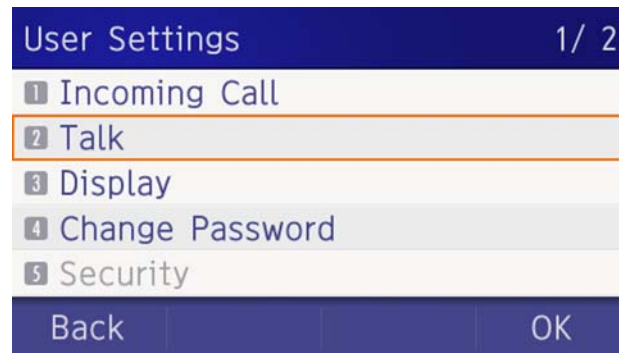 User Settings 1/ 2
1 Incoming Call
2 Talk
3 Display
4 Change Password
5 Security
Back OK